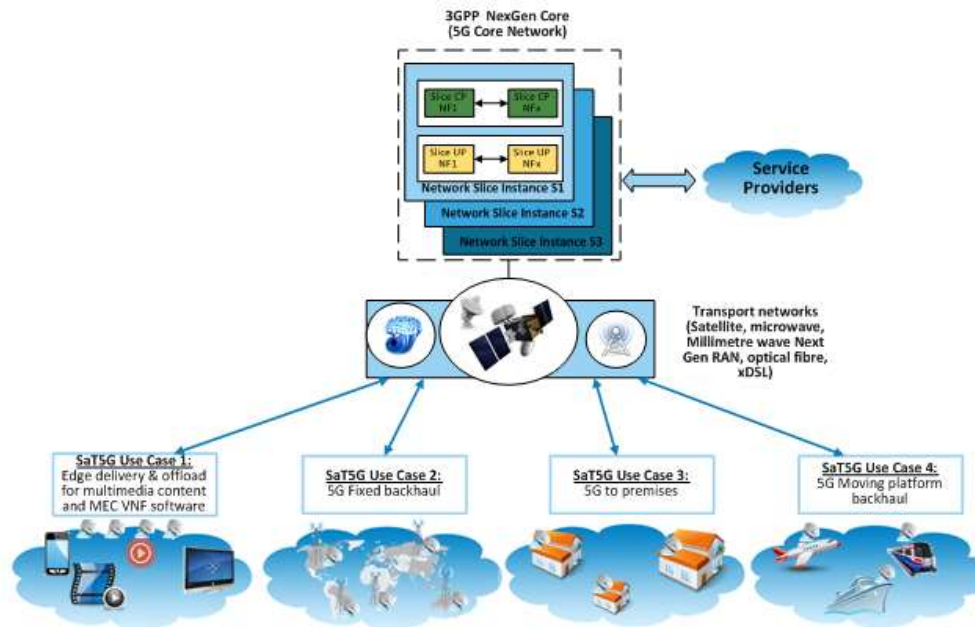 3GPP NexGen Core
(5G Core Network)
Slice CP
NF1
Slice CP
NFx
Slice UP
NF1
Slice UP
NFx
Network Slice Instance S1
Network Slice Instance S2
Network Slice Instance S3
Service
Providers
Transport networks
(Satellite, microwave,
Millimetre wave Next
Gen RAN, optical fibre,
xDSL)
SaT5G Use Case 1:
Edge delivery & offload
for multimedia content
and MEC VNF software
SaT5G Use Case 2:
5G Fixed backhaul
SaT5G Use Case 3:
5G to premises
SaT5G Use Case 4:
5G Moving platform
backhaul